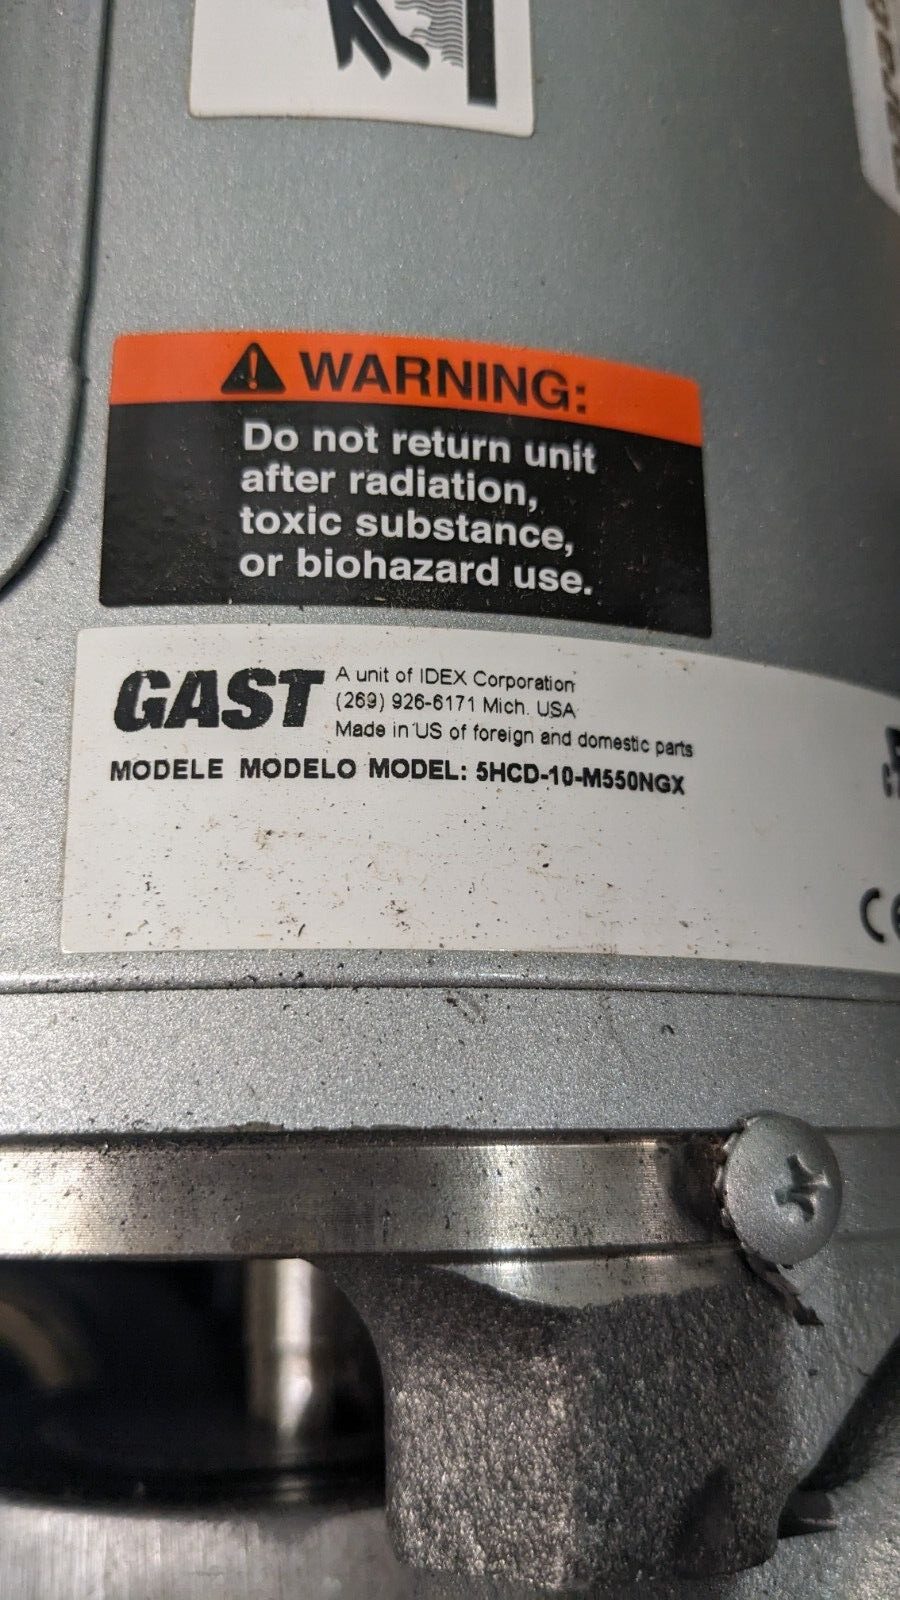 WARNING:
Do not return unit
after radiation,
toxic substance,
or biohazard use.
GAST
A unit of IDEX Corporation
(269) 926-6171 Mich. USA
Made in US of foreign and domestic parts
MODELE MODELO MODEL: 5HCD-10-M550NGX
CE